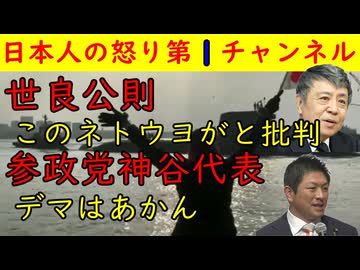 日本人の怒り第1チャンネル
世良公則
このネトウヨがと批判
参政党神谷代表
デマはあかん